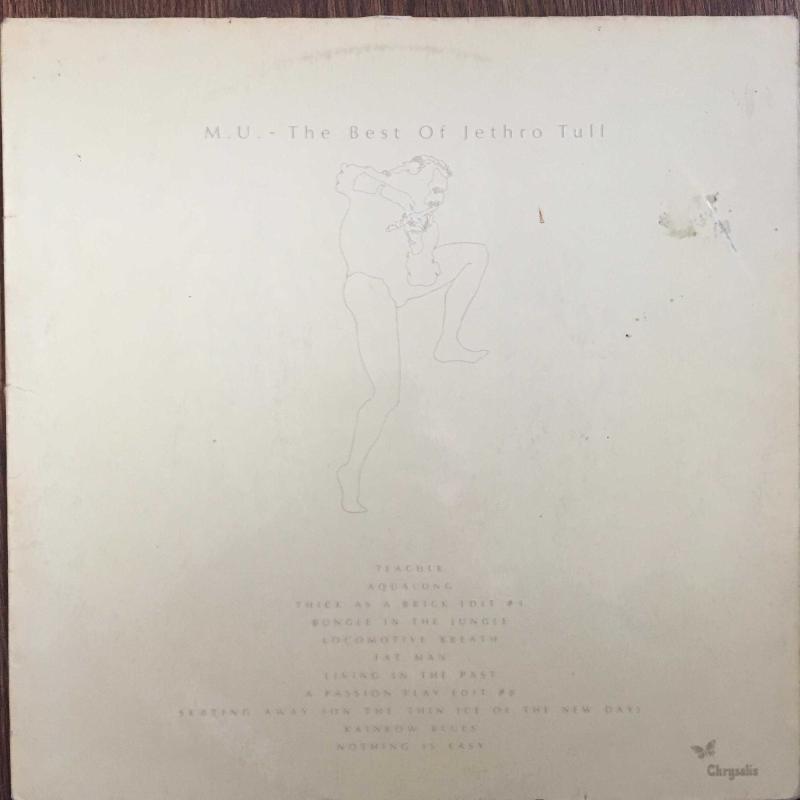 M.U. - The Best Of Jethro Tull
TEACHER
AQUALUNG
THICK AS A BRICK EDIT #1
BUNGLE IN THE JUNGLE
LOCOMOTIVE BREATH
FAT MAN
LIVING IN THE PAST
A PASSION PLAY EDIT #8
SKATING AWAY (ON THE THIN ICE OF THE NEW DAY)
RAINBOW BLUES
NOTHING IS EASY
Chrysalis